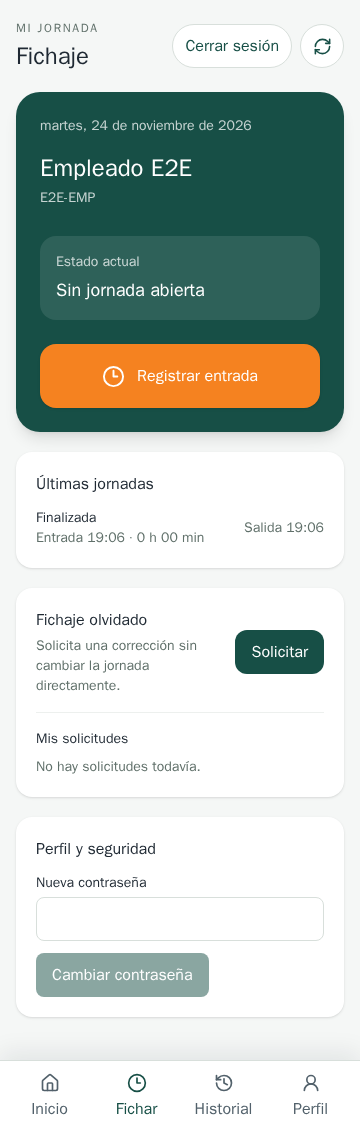 MI JORNADA
Fichaje
Cerrar sesión
martes, 24 de noviembre de 2026
Empleado E2E
E2E-EMP
Estado actual
Sin jornada abierta
Registrar entrada
Últimas jornadas
Finalizada
Entrada 19:06 · 0 h 00 min
Salida 19:06
Fichaje olvidado
Solicita una corrección sin
cambiar la jornada
directamente.
Solicitar
Mis solicitudes
No hay solicitudes todavía.
Perfil y seguridad
Nueva contraseña
Cambiar contraseña
Inicio
Fichar
Historial
Perfil